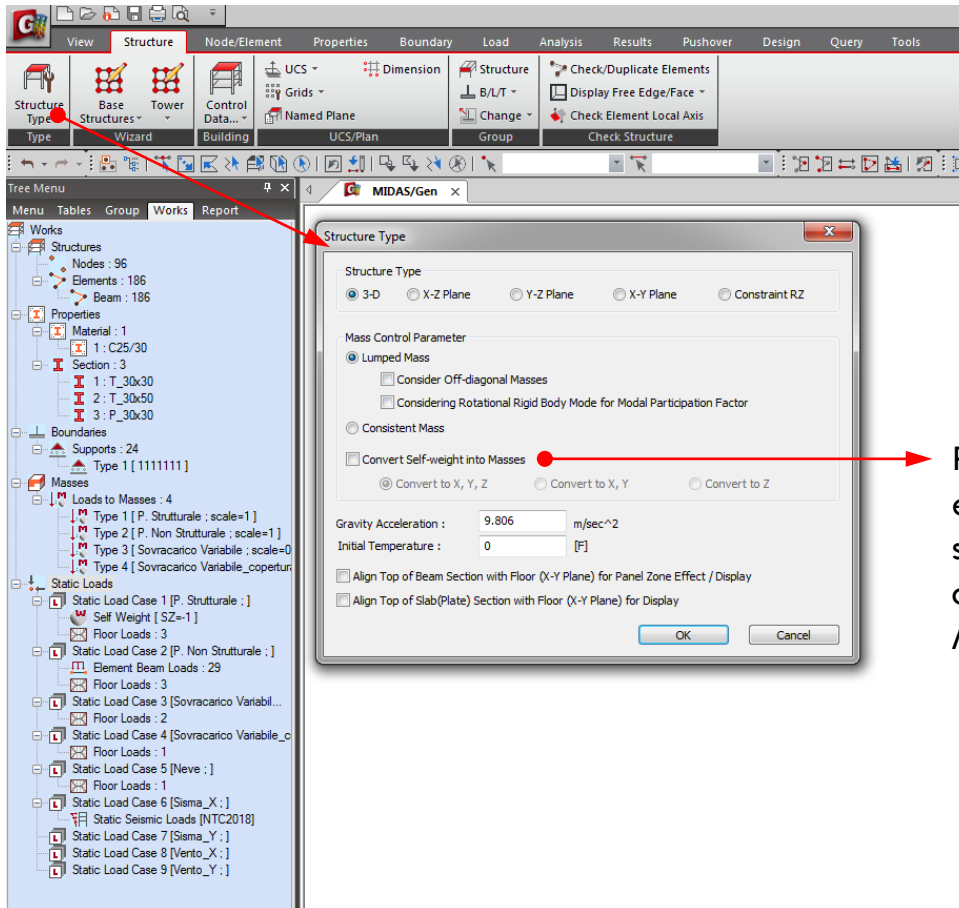 View Structure Node/Element Properties Boundary Load Analysis Results Pushover Design Query Tools
Structure Type
Base Structures
Tower
Control Data...
UCS
Grids
Named Plane
Dimension
Structure
B/L/T
Change
Check/Duplicate Elements
Display Free Edge/Face
Check Element Local Axis
Type Wizard Building UCS/Plan Group Check Structure
Tree Menu
Menu Tables Group Works Report
Works
Structures
Nodes : 96
Elements : 186
Beam : 186
Properties
Material : 1
1 : C25/30
Section : 3
1 : T_30x30
2 : T_30x50
3 : P_30x30
Boundaries
Supports : 24
Type 1 [ 1111111 ]
Masses
Loads to Masses : 4
Type 1 [ P. Strutturale ; scale=1 ]
Type 2 [ P. Non Strutturale ; scale=1 ]
Type 3 [ Sovracarico Variabile ; scale=0
Type 4 [ Sovracarico Variabile_copertur
Static Loads
Static Load Case 1 [P. Strutturale ; ]
Self Weight [ SZ=-1 ]
Floor Loads : 3
Static Load Case 2 [P. Non Strutturale ; ]
Element Beam Loads : 29
Floor Loads : 3
Static Load Case 3 [Sovracarico Variabil...
Floor Loads : 2
Static Load Case 4 [Sovracarico Variabile_c
Floor Loads : 1
Static Load Case 5 [Neve ; ]
Floor Loads : 1
Static Load Case 6 [Sisma_X ; ]
Static Seismic Loads [NTC2018]
Static Load Case 7 [Sisma_Y ; ]
Static Load Case 8 [Vento_X ; ]
Static Load Case 9 [Vento_Y ; ]
MIDAS/Gen
Structure Type
Structure Type
3-D X-Z Plane Y-Z Plane X-Y Plane Constraint RZ
Mass Control Parameter
Lumped Mass
Consider Off-diagonal Masses
Considering Rotational Rigid Body Mode for Modal Participation Factor
Consistent Mass
Convert Self-weight into Masses
Convert to X, Y, Z Convert to X, Y Convert to Z
Gravity Acceleration : 9.806 m/sec^2
Initial Temperature : 0 [F]
Align Top of Beam Section with Floor (X-Y Plane) for Panel Zone Effect / Display
Align Top of Slab(Plate) Section with Floor (X-Y Plane) for Display
OK Cancel